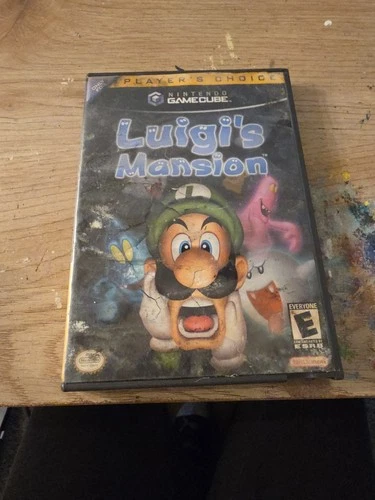 PLAYER'S CHOICE
NINTENDO
GAMECUBE
Luigi's
Mansion
EVERYONE
E
ESRB